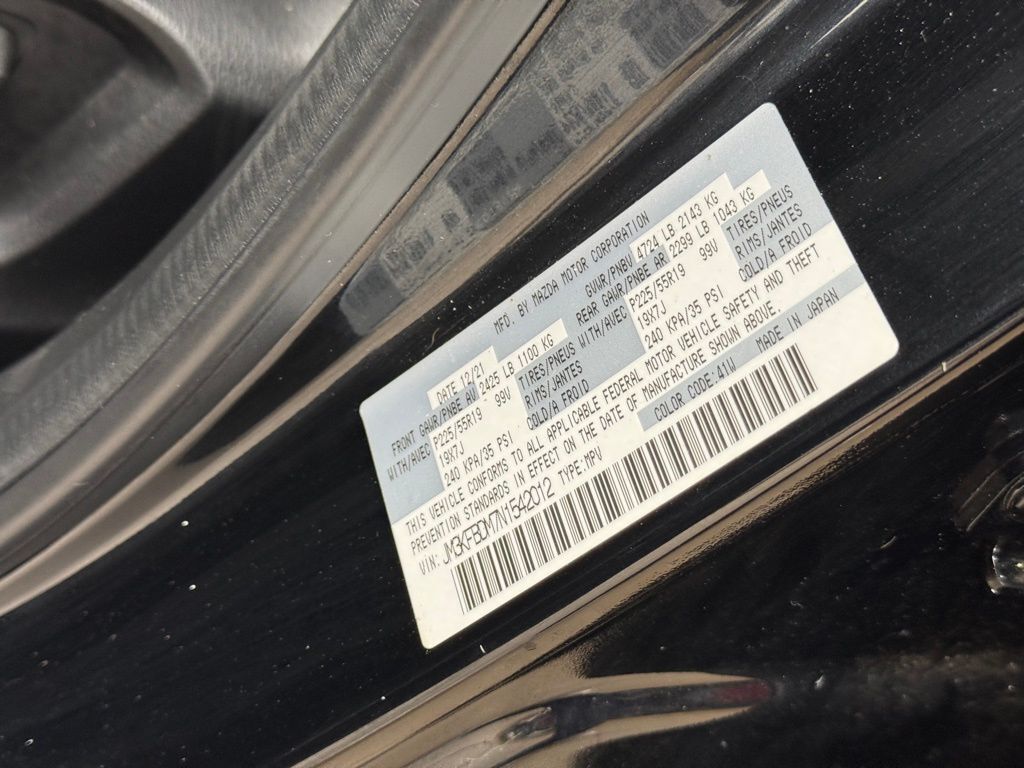 MFD. BY MAZDA MOTOR CORPORATION
DATE 12/21 GVWR/PNBV 4724 LB 2143 KG
FRONT GAWR/PNBE AV 2425 LB 1100 KG REAR GAWR/PNBE AR 2299 LB 1043 KG
WITH/AVEC P225/55R19 99V TIRES/PNEUS WITH/AVEC P225/55R19 99V TIRES/PNEUS
19X7J RIMS/JANTES 19X7J RIMS/JANTES
240 KPA/35 PSI COLD/A FROID 240 KPA/35 PSI COLD/A FROID
THIS VEHICLE CONFORMS TO ALL APPLICABLE FEDERAL MOTOR VEHICLE SAFETY AND THEFT
PREVENTION STANDARDS IN EFFECT ON THE DATE OF MANUFACTURE SHOWN ABOVE.
VIN: JM3KFBDM7N1542012 TYPE:MPV COLOR CODE:41W MADE IN JAPAN